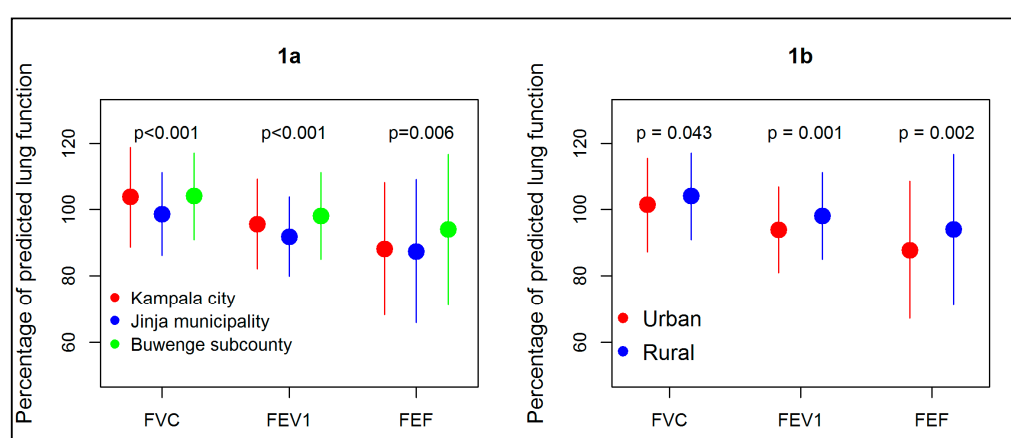 1a
Percentage of predicted lung function
120
100
80
60
p<0.001
p<0.001
p=0.006
Kampala city
Jinja municipality
Buwenge subcounty
FVC
FEV1
FEF
1b
Percentage of predicted lung function
120
100
80
60
p = 0.043
p = 0.001
p = 0.002
Urban
Rural
FVC
FEV1
FEF